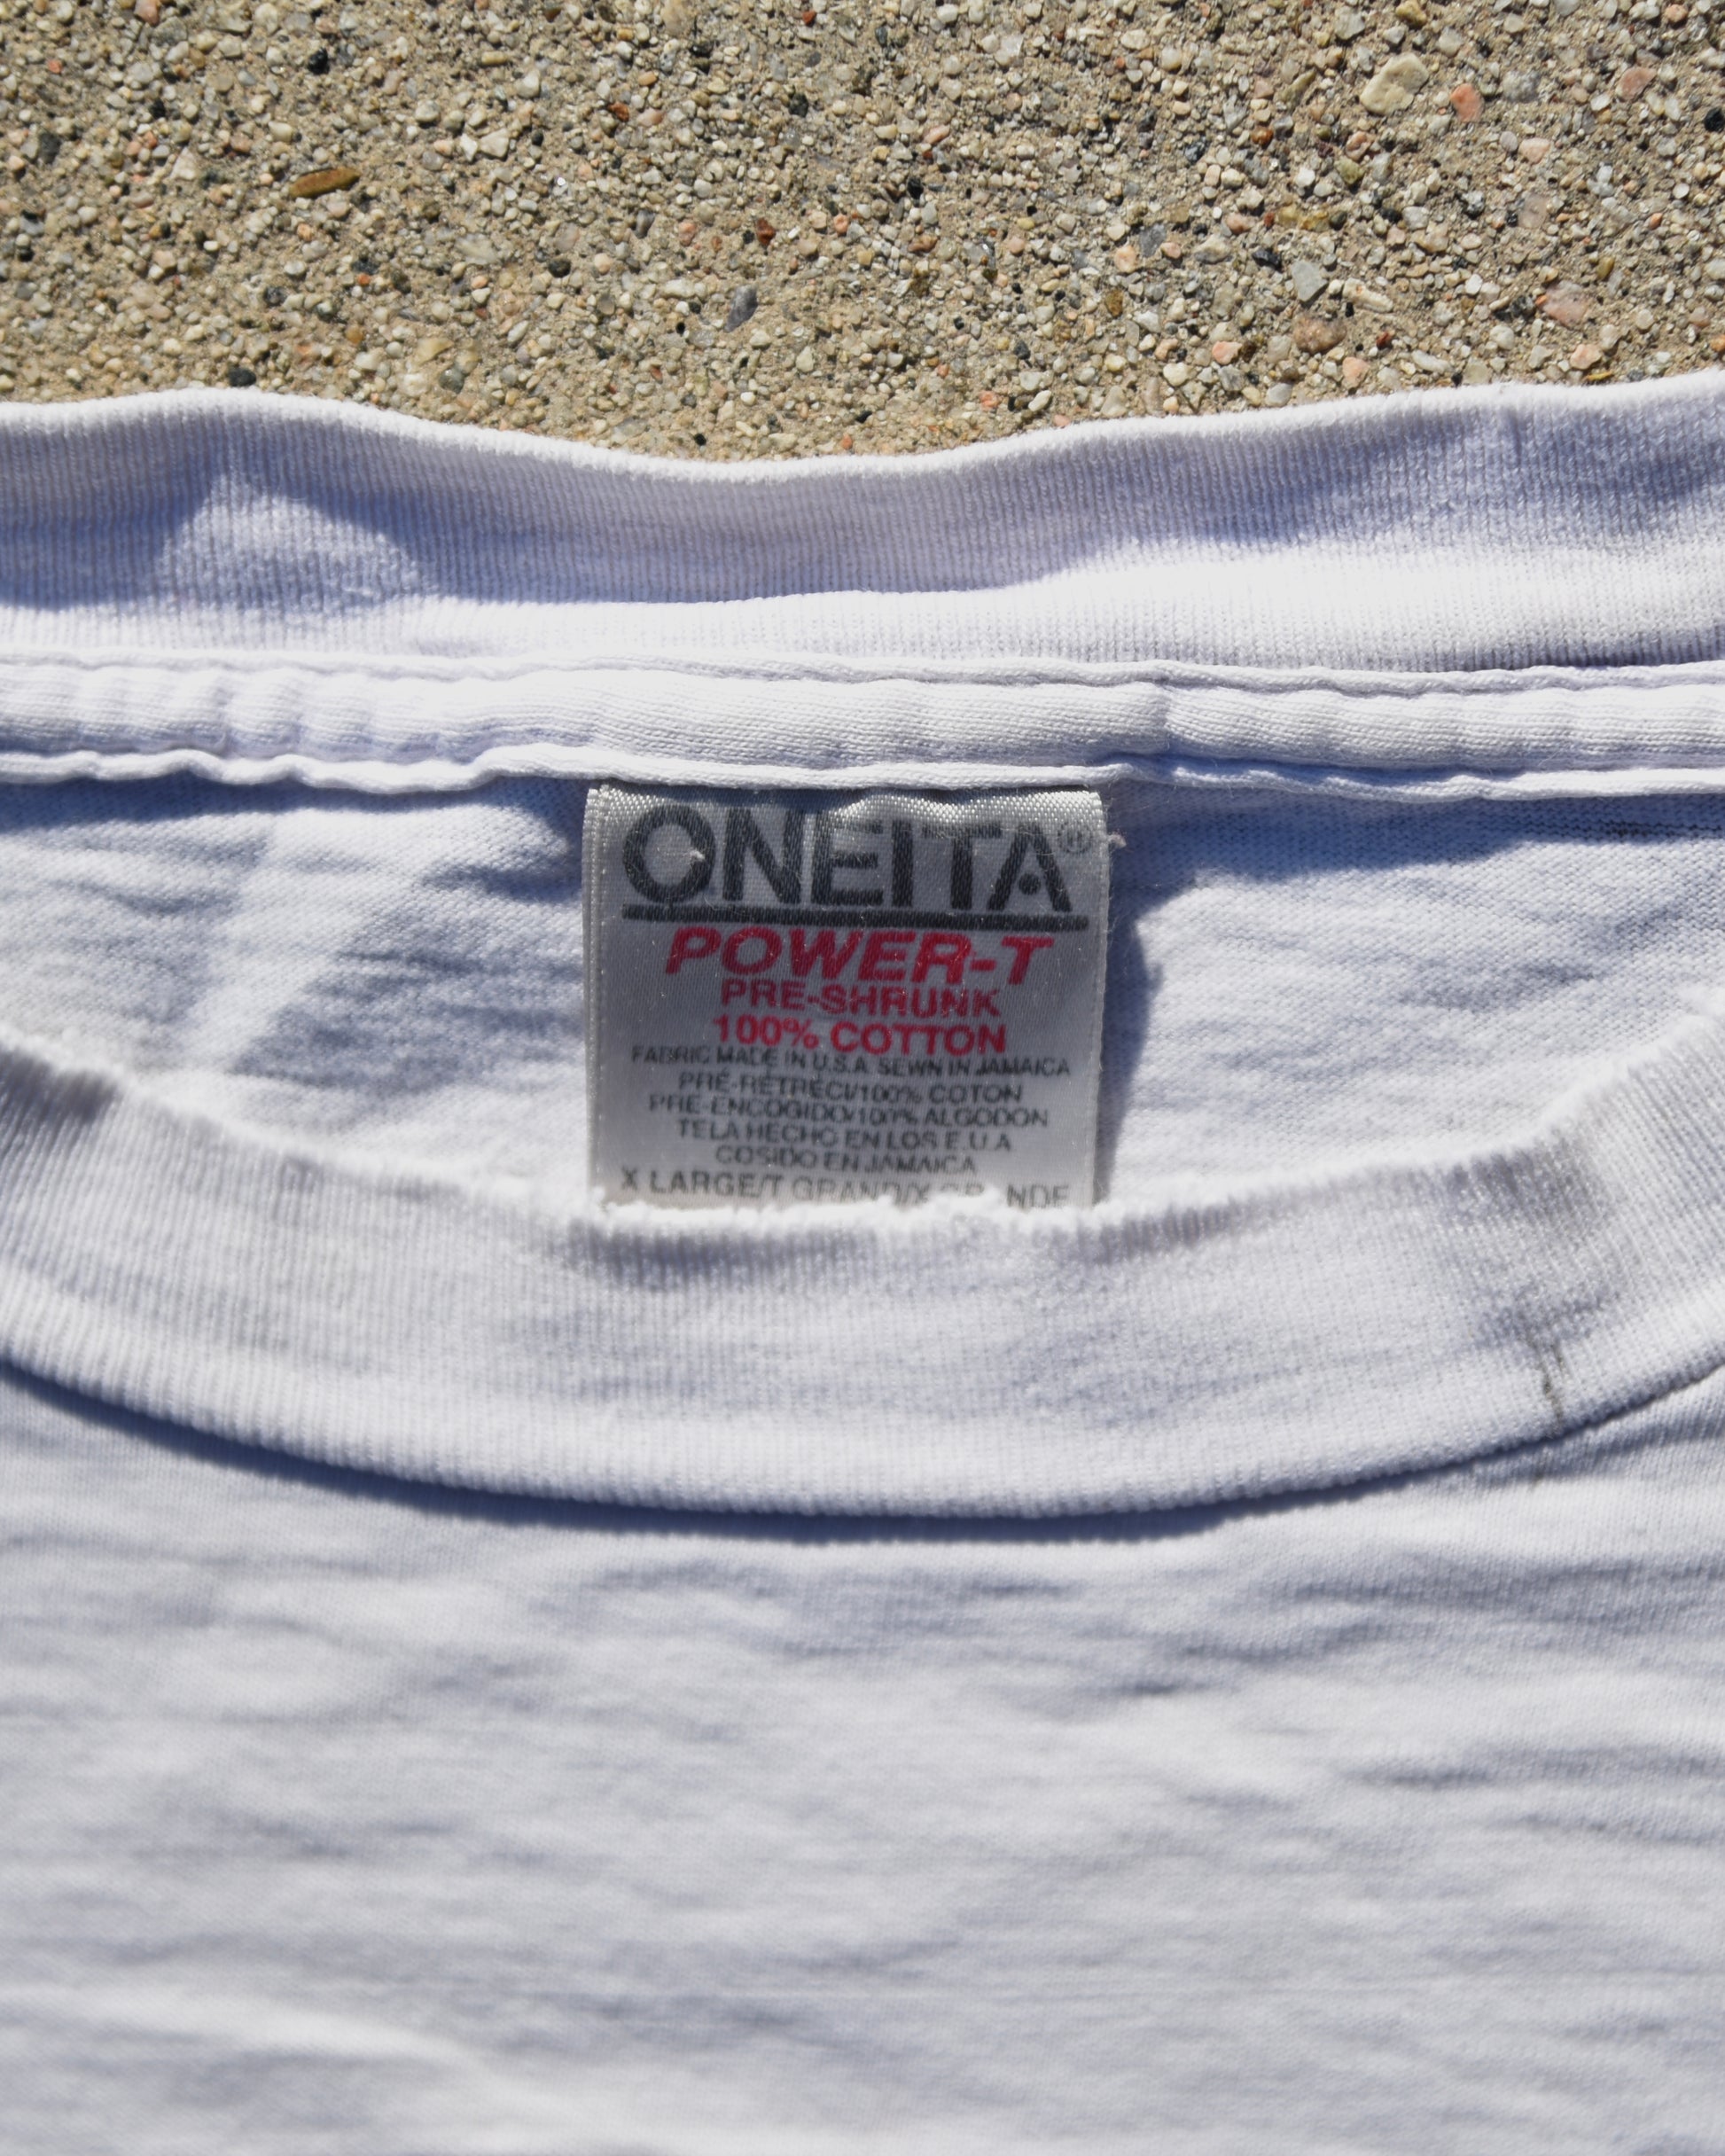 ONEITA®
POWER-T
PRE-SHRUNK
100% COTTON
FABRIC MADE IN U.S.A. SEWN IN JAMAICA
PRÉ-RÉTRÉCI/100% COTON
PRE-ENCOGIDO/100% ALGODON
TELA HECHO EN LOS E.U.A
COSIDO EN JAMAICA
X LARGE/T GRAND/X